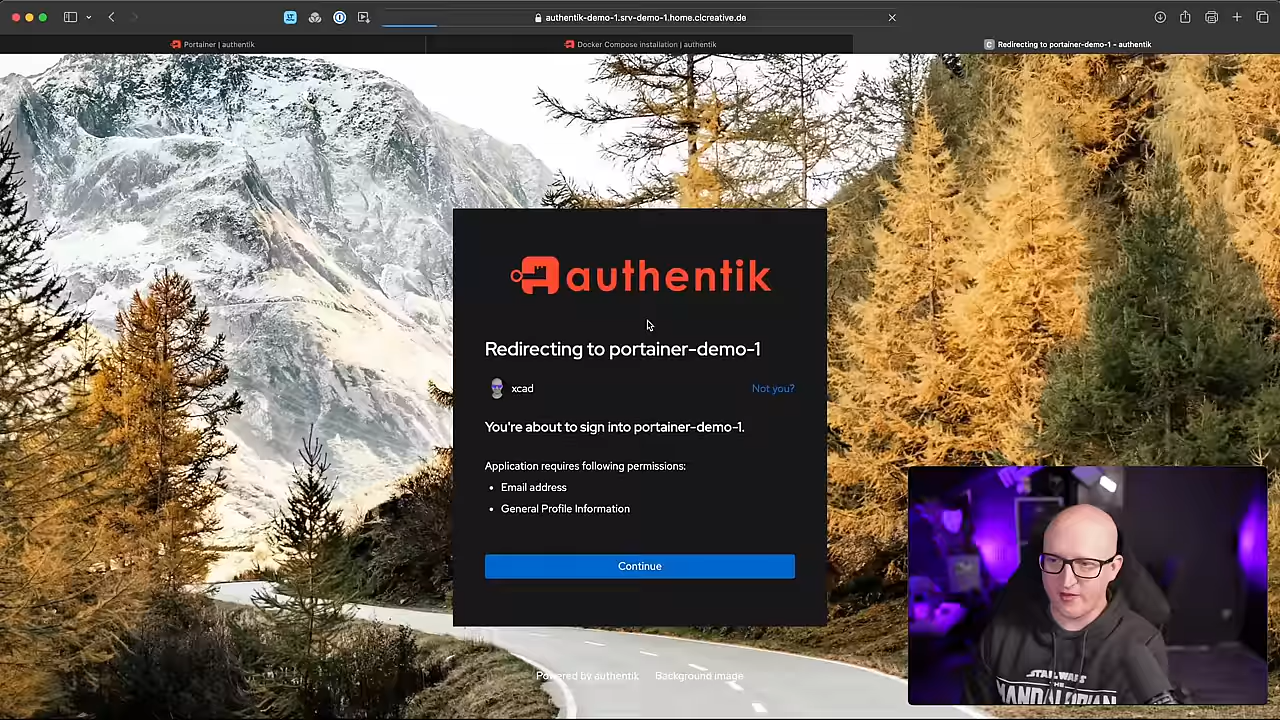 authentik-demo-1.srv-demo-1.home.clcreative.de
Portainer | authentik
Docker Compose installation | authentik
C Redirecting to portainer-demo-1 - authentik
authentik
Redirecting to portainer-demo-1
xcad
Not you?
You're about to sign into portainer-demo-1.
Application requires following permissions:
• Email address
• General Profile Information
Continue
Powered by authentik
Background image
STAR WARS
THE
MANDALORIAN